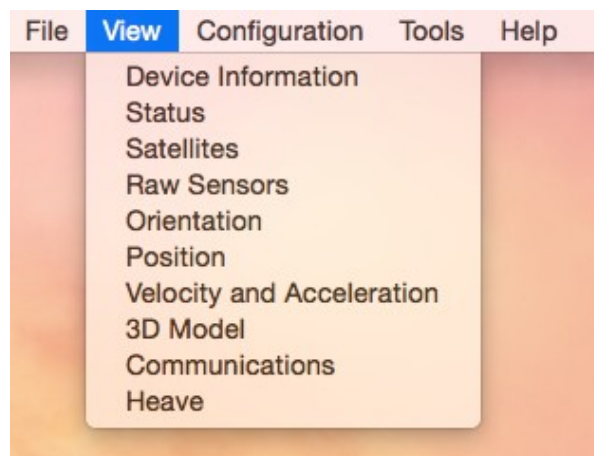 File View Configuration Tools Help
Device Information
Status
Satellites
Raw Sensors
Orientation
Position
Velocity and Acceleration
3D Model
Communications
Heave